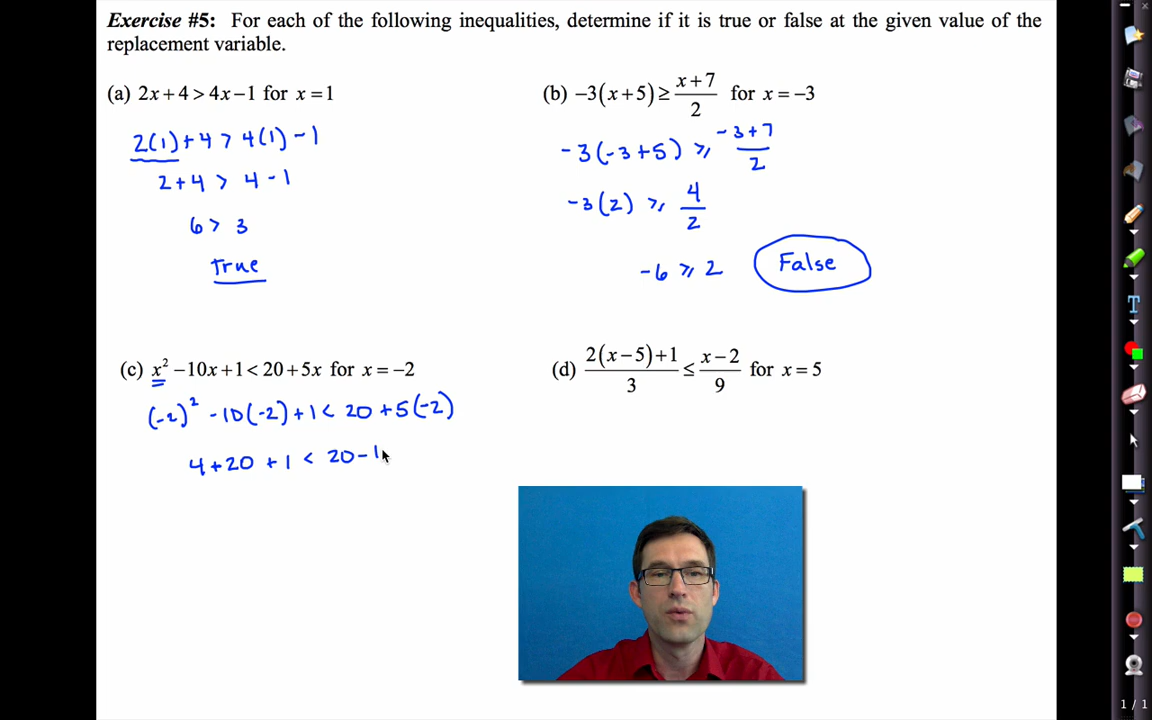 Exercise #5: For each of the following inequalities, determine if it is true or false at the given value of the
replacement variable.
(a) 2x+4>4x−1 for x=1
2(1)+4 > 4(1)-1
2+4 > 4-1
6 > 3
True
(b) −3(x+5)≥(x+7)/2 for x=−3
-3(-3+5) ≥ (-3+7)/2
-3(2) ≥ 4/2
-6 ≥ 2 False
(c) x²−10x+1<20+5x for x=−2
(-2)² -10(-2)+1 < 20+5(-2)
4+20+1 < 20-1
(d) (2(x−5)+1)/3 ≤ (x−2)/9 for x=5
T
1 / 1